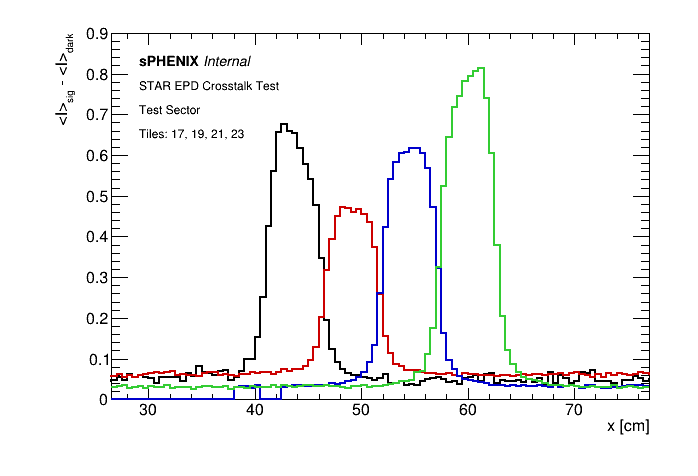 <I>sig - <I>dark
0.9
0.8
0.7
0.6
0.5
0.4
0.3
0.2
0.1
0
sPHENIX Internal
STAR EPD Crosstalk Test
Test Sector
Tiles: 17, 19, 21, 23
30 40 50 60 70
x [cm]